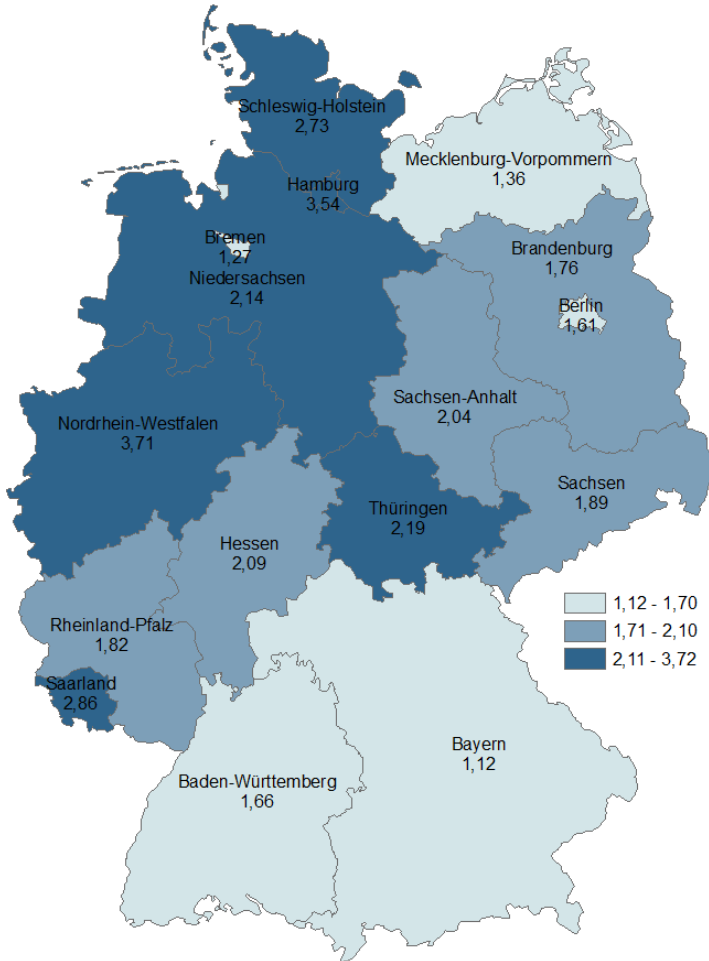 Schleswig-Holstein
2,73
Mecklenburg-Vorpommern
1,36
Hamburg
3,54
Bremen
1,27
Niedersachsen
2,14
Brandenburg
1,76
Berlin
1,61
Sachsen-Anhalt
2,04
Nordrhein-Westfalen
3,71
Sachsen
1,89
Thüringen
2,19
Hessen
2,09
Rheinland-Pfalz
1,82
Saarland
2,86
Bayern
1,12
Baden-Württemberg
1,66
1,12 - 1,70
1,71 - 2,10
2,11 - 3,72